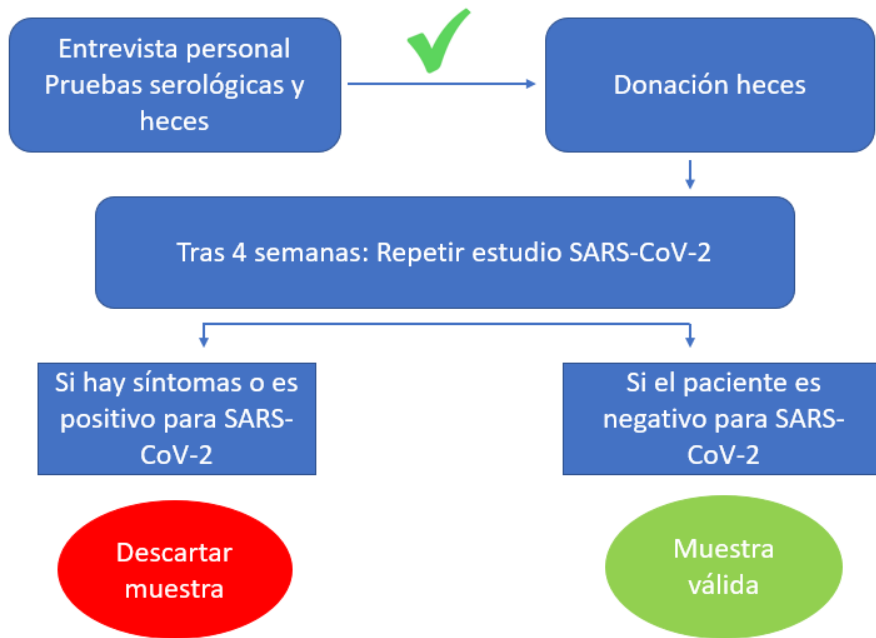 Entrevista personal
Pruebas serológicas y
heces
Donación heces
Tras 4 semanas: Repetir estudio SARS-CoV-2
Si hay síntomas o es
positivo para SARS-
CoV-2
Si el paciente es
negativo para SARS-
CoV-2
Descartar
muestra
Muestra
válida